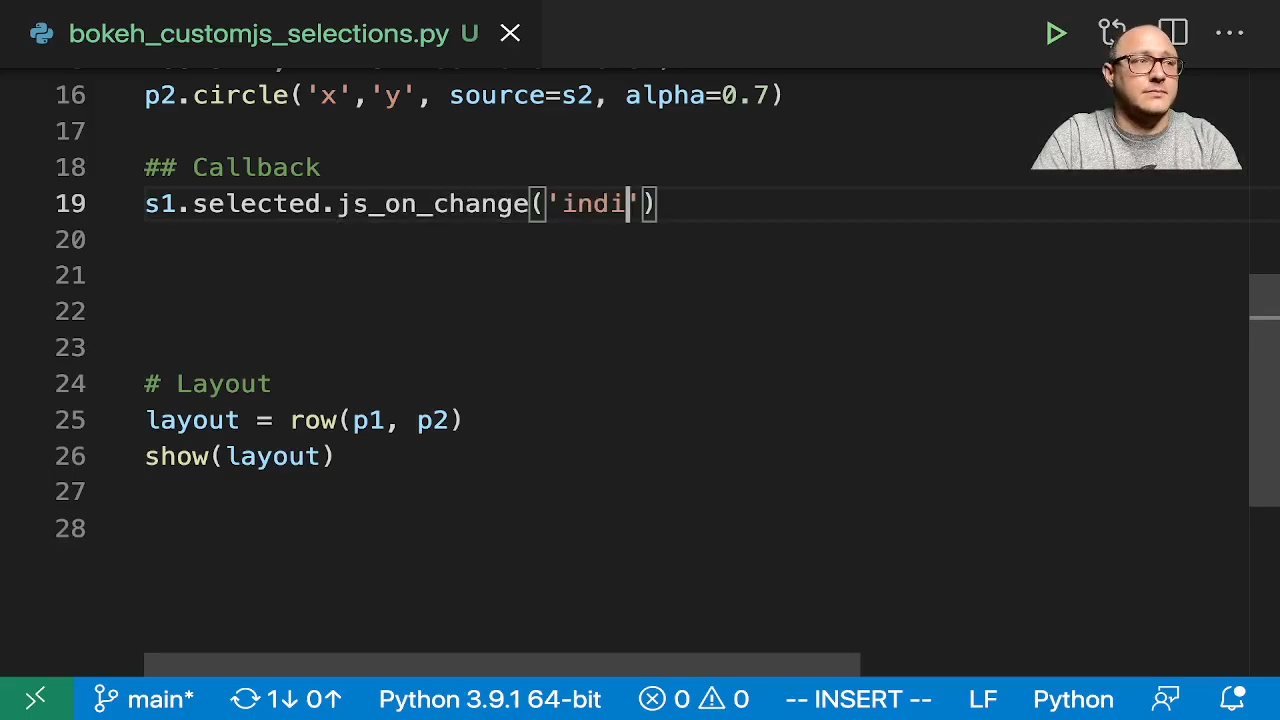 bokeh_customjs_selections.py U
16 p2.circle('x','y', source=s2, alpha=0.7)
17
18 ## Callback
19 s1.selected.js_on_change('indi')
20
21
22
23
24 # Layout
25 layout = row(p1, p2)
26 show(layout)
27
28
main* 1↓ 0↑ Python 3.9.1 64-bit 0 0 -- INSERT -- LF Python